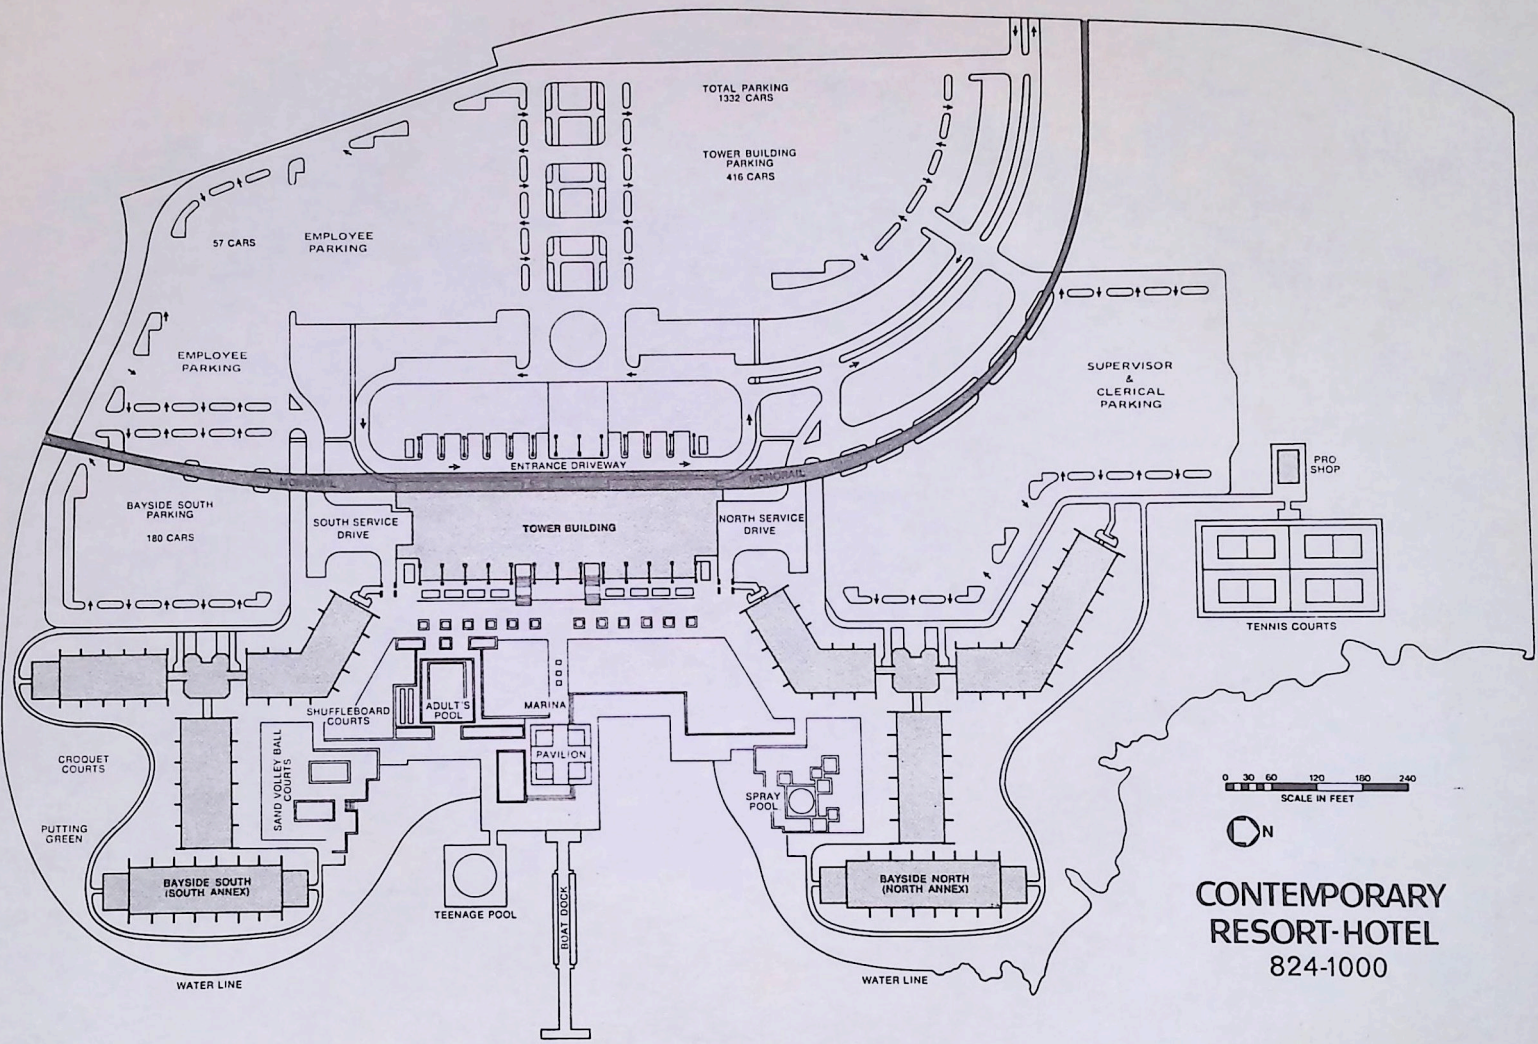 TOTAL PARKING
1332 CARS
TOWER BUILDING
PARKING
416 CARS
57 CARS
EMPLOYEE
PARKING
EMPLOYEE
PARKING
SUPERVISOR
&
CLERICAL
PARKING
ENTRANCE DRIVEWAY
MONORAIL
MONORAIL
PRO
SHOP
BAYSIDE SOUTH
PARKING
180 CARS
SOUTH SERVICE
DRIVE
TOWER BUILDING
NORTH SERVICE
DRIVE
TENNIS COURTS
SHUFFLEBOARD
COURTS
ADULT'S
POOL
MARINA
PAVILION
CROQUET
COURTS
SAND VOLLEY BALL
COURTS
SPRAY
POOL
0 30 60 120 180 240
SCALE IN FEET
N
PUTTING
GREEN
BAYSIDE SOUTH
(SOUTH ANNEX)
TEENAGE POOL
BOAT DOCK
BAYSIDE NORTH
(NORTH ANNEX)
WATER LINE
WATER LINE
CONTEMPORARY
RESORT-HOTEL
824-1000